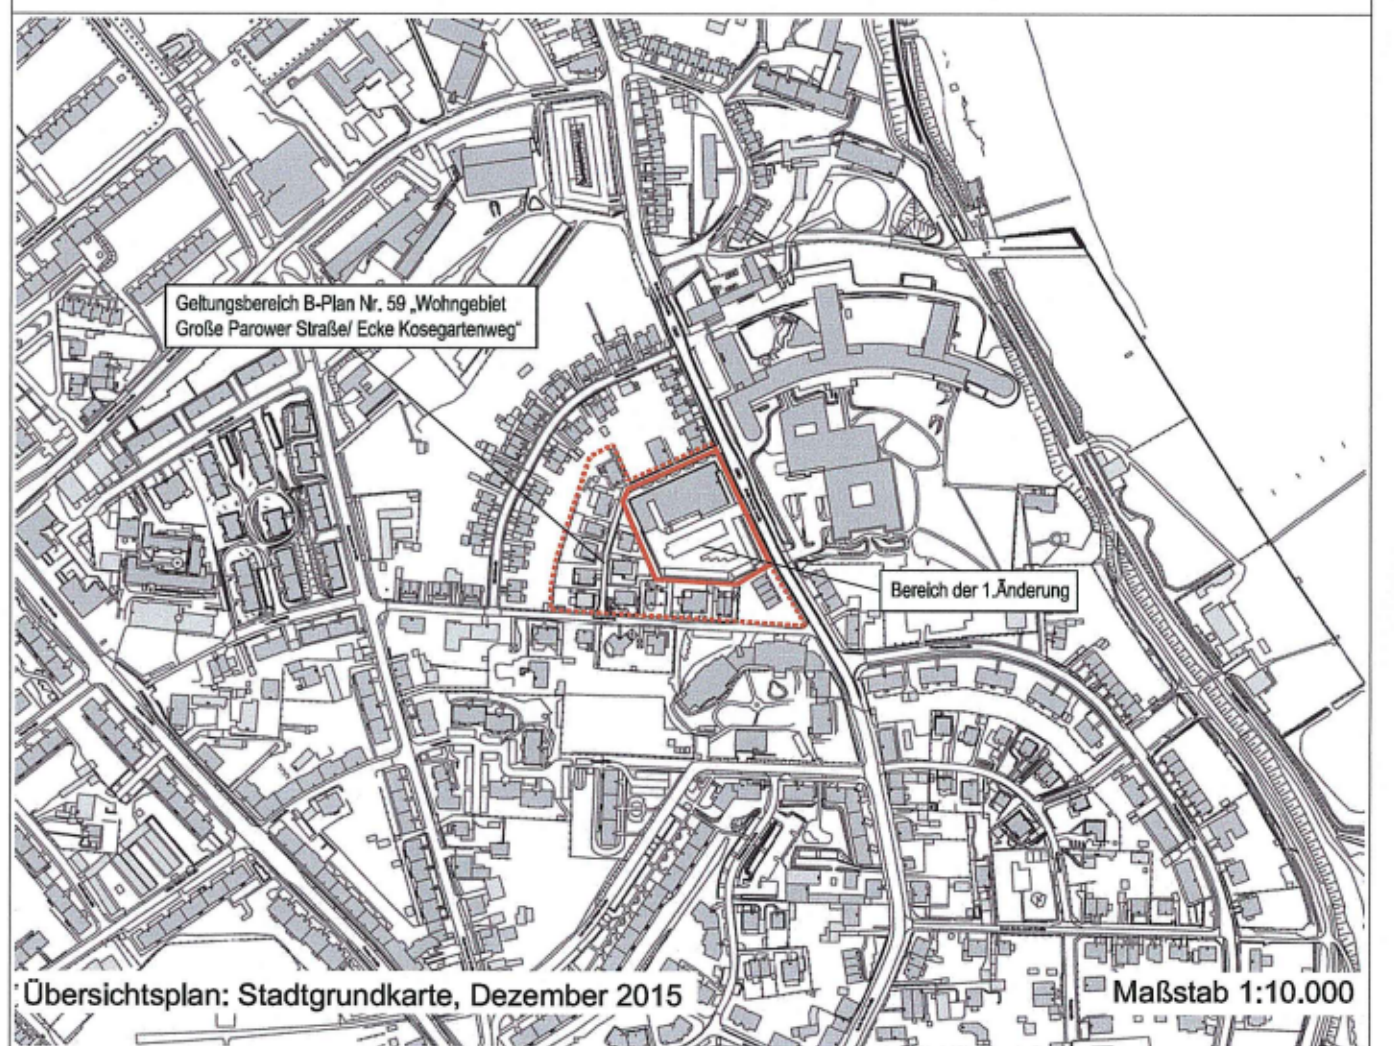 Geltungsbereich B-Plan Nr. 59 „Wohngebiet
Große Parower Straße/ Ecke Kosegartenweg“
Bereich der 1.Änderung
Übersichtsplan: Stadtgrundkarte, Dezember 2015
Maßstab 1:10.000